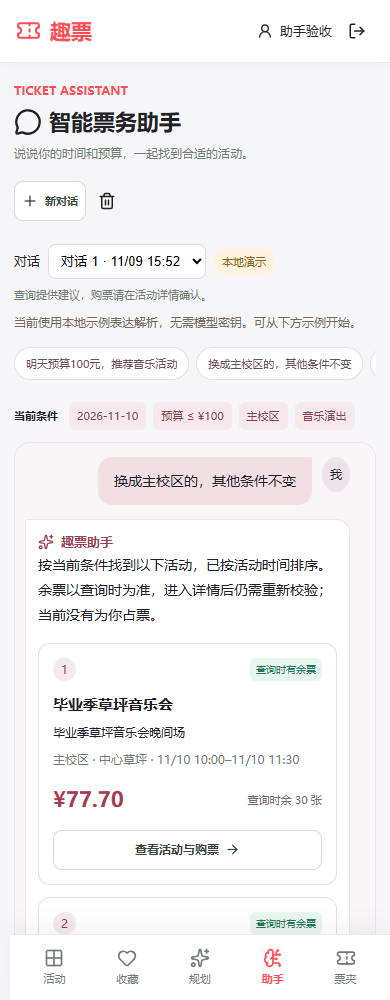 趣票
助手验收
TICKET ASSISTANT
智能票务助手
说说你的时间和预算，一起找到合适的活动。
新对话
对话
对话 1 · 11/09 15:52
本地演示
查询提供建议，购票请在活动详情确认。
当前使用本地示例表达解析，无需模型密钥。可从下方示例开始。
明天预算100元，推荐音乐活动
换成主校区的，其他条件不变
当前条件
2026-11-10
预算 ≤ ¥100
主校区
音乐演出
换成主校区的，其他条件不变
我
趣票助手
按当前条件找到以下活动，已按活动时间排序。
余票以查询时为准，进入详情后仍需重新校验；
当前没有为你占票。
1
查询时有余票
毕业季草坪音乐会
毕业季草坪音乐会晚间场
主校区 · 中心草坪 · 11/10 10:00–11/10 11:30
¥77.70
查询时余 30 张
查看活动与购票
2
查询时有余票
活动
收藏
规划
助手
票夹